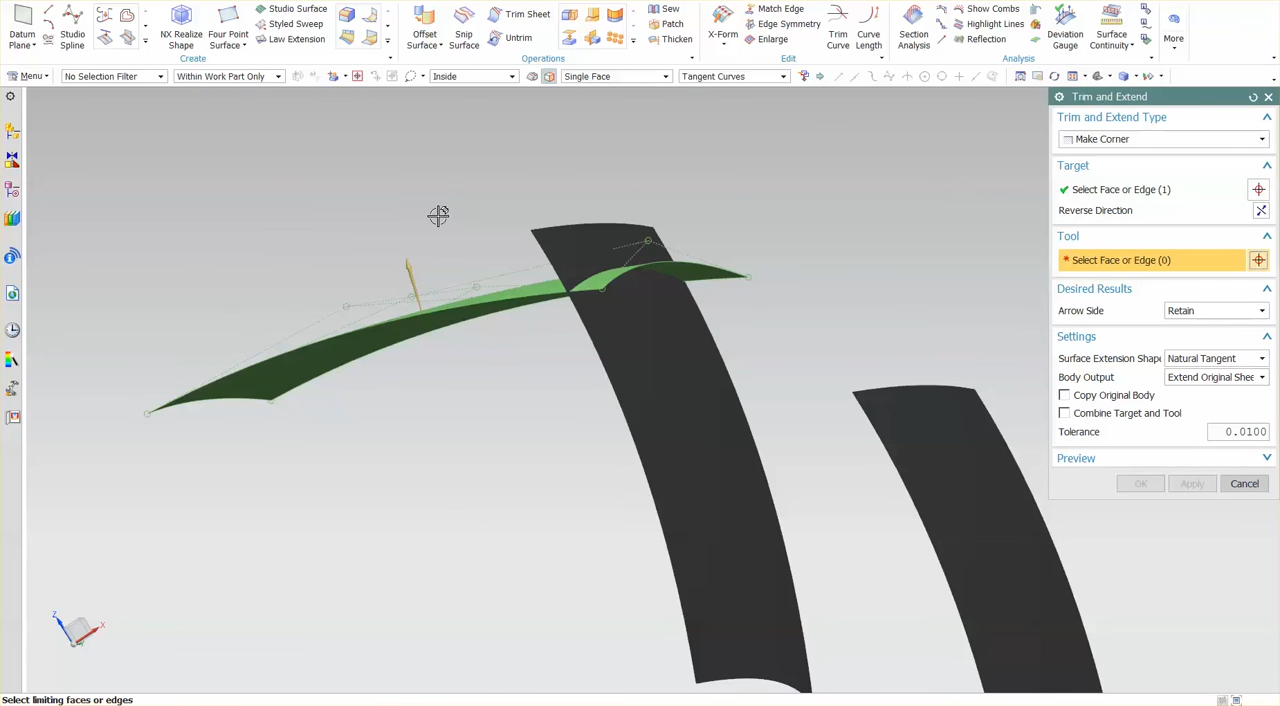 Datum Plane
Studio Spline
NX Realize Shape
Four Point Surface
Studio Surface
Styled Sweep
Law Extension
Create
Offset Surface
Snip Surface
Trim Sheet
Untrim
Operations
Sew
Patch
Thicken
X-Form
Match Edge
Edge Symmetry
Enlarge
Edit
Trim Curve
Curve Length
Section Analysis
Show Combs
Highlight Lines
Reflection
Analysis
Deviation Gauge
Surface Continuity
More
Menu
No Selection Filter
Within Work Part Only
Inside
Single Face
Tangent Curves
Trim and Extend
Trim and Extend Type
Make Corner
Target
Select Face or Edge (1)
Reverse Direction
Tool
* Select Face or Edge (0)
Desired Results
Arrow Side Retain
Settings
Surface Extension Shape Natural Tangent
Body Output Extend Original Shee
Copy Original Body
Combine Target and Tool
Tolerance 0.0100
Preview
OK Apply Cancel
Z
X
Select limiting faces or edges